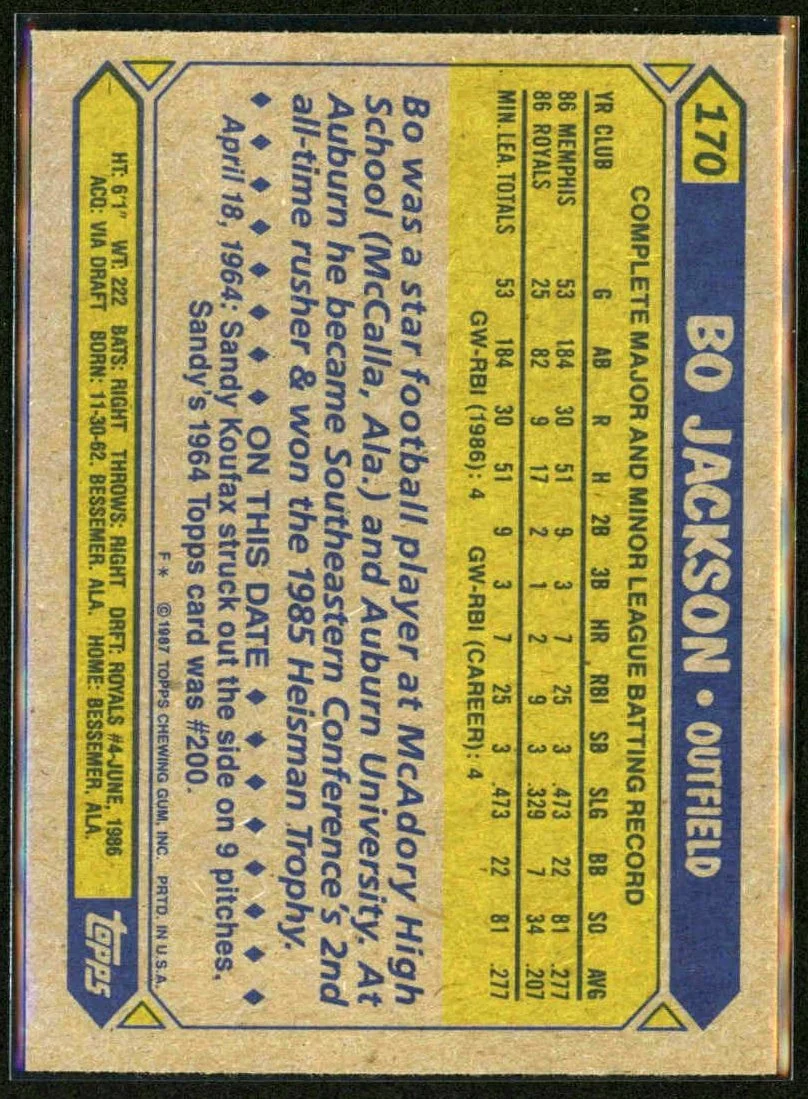 170 BO JACKSON • OUTFIELD
COMPLETE MAJOR AND MINOR LEAGUE BATTING RECORD
YR CLUB G AB R H 2B 3B HR RBI SB SLG BB SO AVG
86 MEMPHIS 53 184 30 51 9 3 7 25 3 .473 22 81 .277
86 ROYALS 25 82 9 17 2 1 2 9 3 .329 7 34 .207
MIN. LEA. TOTALS 53 184 30 51 9 3 7 25 3 .473 22 81 .277
GW-RBI (1986): 4 GW-RBI (CAREER): 4
Bo was a star football player at McAdory High
School (McCalla, Ala.) and Auburn University. At
Auburn he became Southeastern Conference's 2nd
all-time rusher & won the 1985 Heisman Trophy.
♦ ♦ ♦ ♦ ♦ ♦ ♦ ♦ ON THIS DATE ♦ ♦ ♦ ♦ ♦ ♦ ♦ ♦
April 18, 1964: Sandy Koufax struck out the side on 9 pitches.
Sandy's 1964 Topps card was #200.
F* ©1987 TOPPS CHEWING GUM, INC. PRTD. IN U.S.A.
HT: 6'1" WT: 222 BATS: RIGHT THROWS: RIGHT DRFT: ROYALS #4-JUNE, 1986
ACQ: VIA DRAFT BORN: 11-30-62, BESSEMER, ALA. HOME: BESSEMER, ALA.
topps